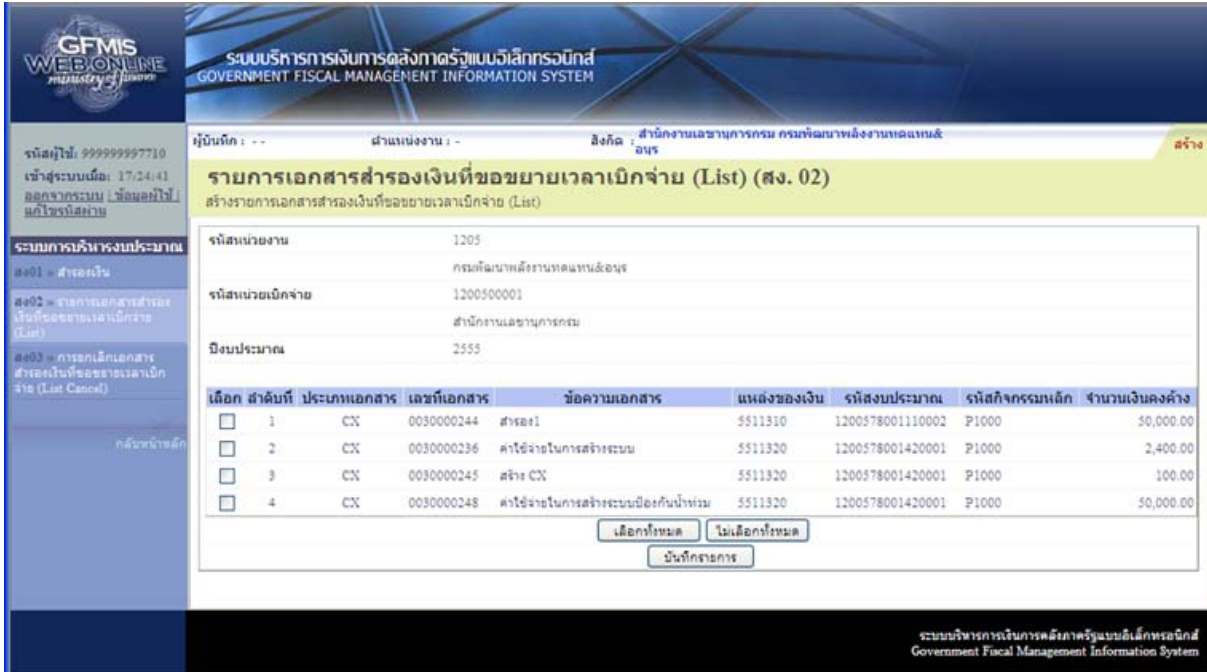 GFMIS
WEB ONLINE
ministry of finance
ระบบบริหารการเงินการคลังภาครัฐแบบอิเล็กทรอนิกส์
GOVERNMENT FISCAL MANAGEMENT INFORMATION SYSTEM
รหัสผู้ใช้: 999999997710
เข้าสู่ระบบเมื่อ: 17:24:41
ออกจากระบบ | ข้อมูลผู้ใช้ |
แก้ไขรหัสผ่าน
ระบบการบริหารงบประมาณ
สง01 » สำรองเงิน
สง02 » รายการเอกสารสำรอง
เงินที่ขอขยายเวลาเบิกจ่าย
(List)
สง03 » การยกเลิกเอกสาร
สำรองเงินที่ขอขยายเวลาเบิก
จ่าย (List Cancel)
กลับหน้าหลัก
ผู้บันทึก : - - ตำแหน่งงาน : - สังกัด : สำนักงานเลขานุการกรม กรมพัฒนาพลังงานทดแทน&
อนุร
สร้าง
รายการเอกสารสำรองเงินที่ขอขยายเวลาเบิกจ่าย (List) (สง. 02)
สร้างรายการเอกสารสำรองเงินที่ขอขยายเวลาเบิกจ่าย (List)
รหัสหน่วยงาน 1205
กรมพัฒนาพลังงานทดแทน&อนุร
รหัสหน่วยเบิกจ่าย 1200500001
สำนักงานเลขานุการกรม
ปีงบประมาณ 2555
เลือก ลำดับที่ ประเภทเอกสาร เลขที่เอกสาร ข้อความเอกสาร แหล่งของเงิน รหัสงบประมาณ รหัสกิจกรรมหลัก จำนวนเงินคงค้าง
1 CX 0030000244 สำรอง1 5511310 1200578001110002 P1000 50,000.00
2 CX 0030000236 ค่าใช้จ่ายในการสร้างระบบ 5511320 1200578001420001 P1000 2,400.00
3 CX 0030000245 สร้าง CX 5511320 1200578001420001 P1000 100.00
4 CX 0030000248 ค่าใช้จ่ายในการสร้างระบบป้องกันน้ำท่วม 5511320 1200578001420001 P1000 50,000.00
เลือกทั้งหมด ไม่เลือกทั้งหมด
บันทึกรายการ
ระบบบริหารการเงินการคลังภาครัฐแบบอิเล็กทรอนิกส์
Government Fiscal Management Information System